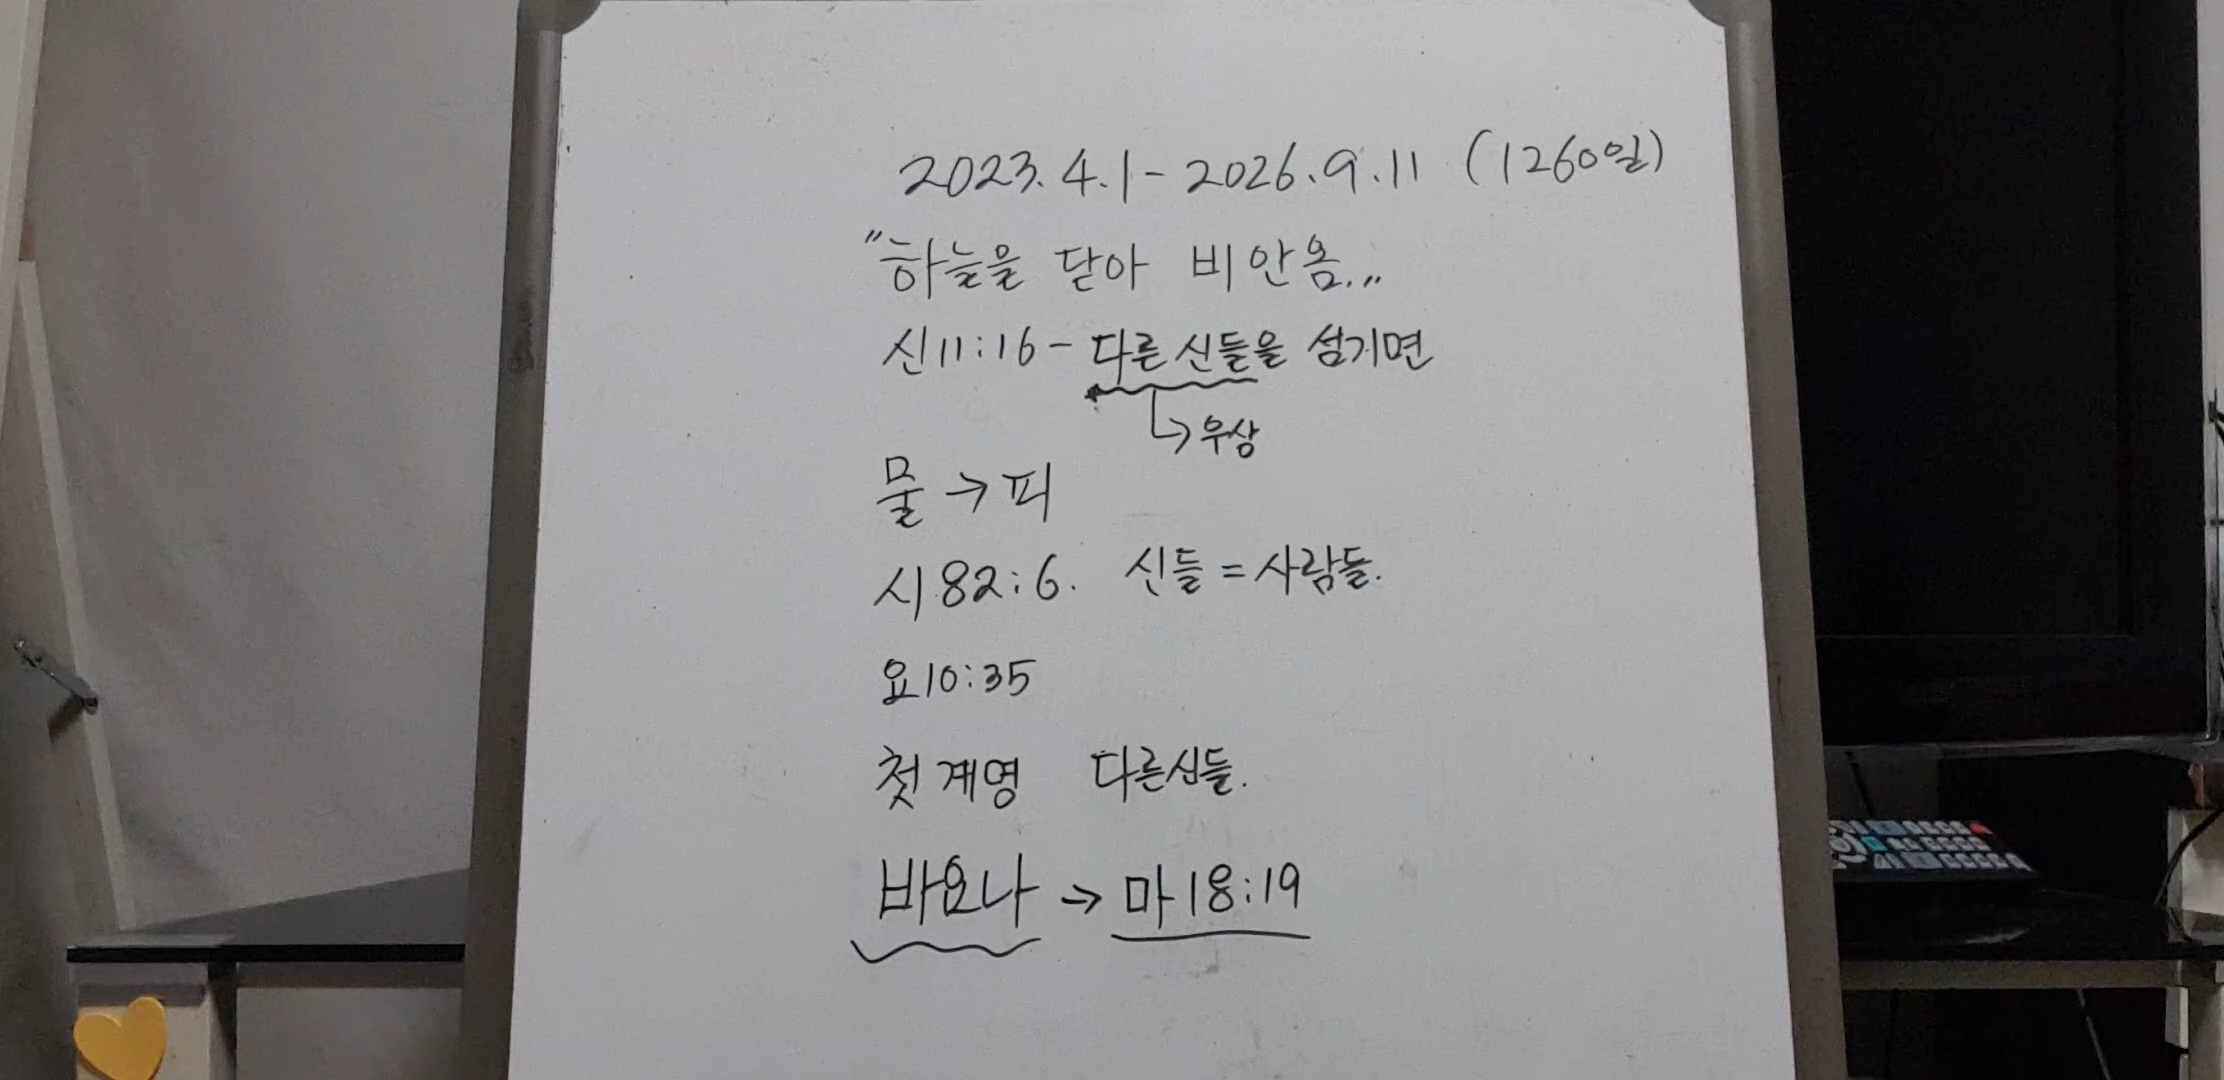 2023.4.1 - 2026.9.11 (1260일)
"하늘을 닫아 비안옴..."
신11:16 - 다른 신들을 섬기면
→ 우상
물 → 피
시82:6. 신들 = 사람들.
요10:35
첫 계명 다른신들.
바요나 → 마18:19